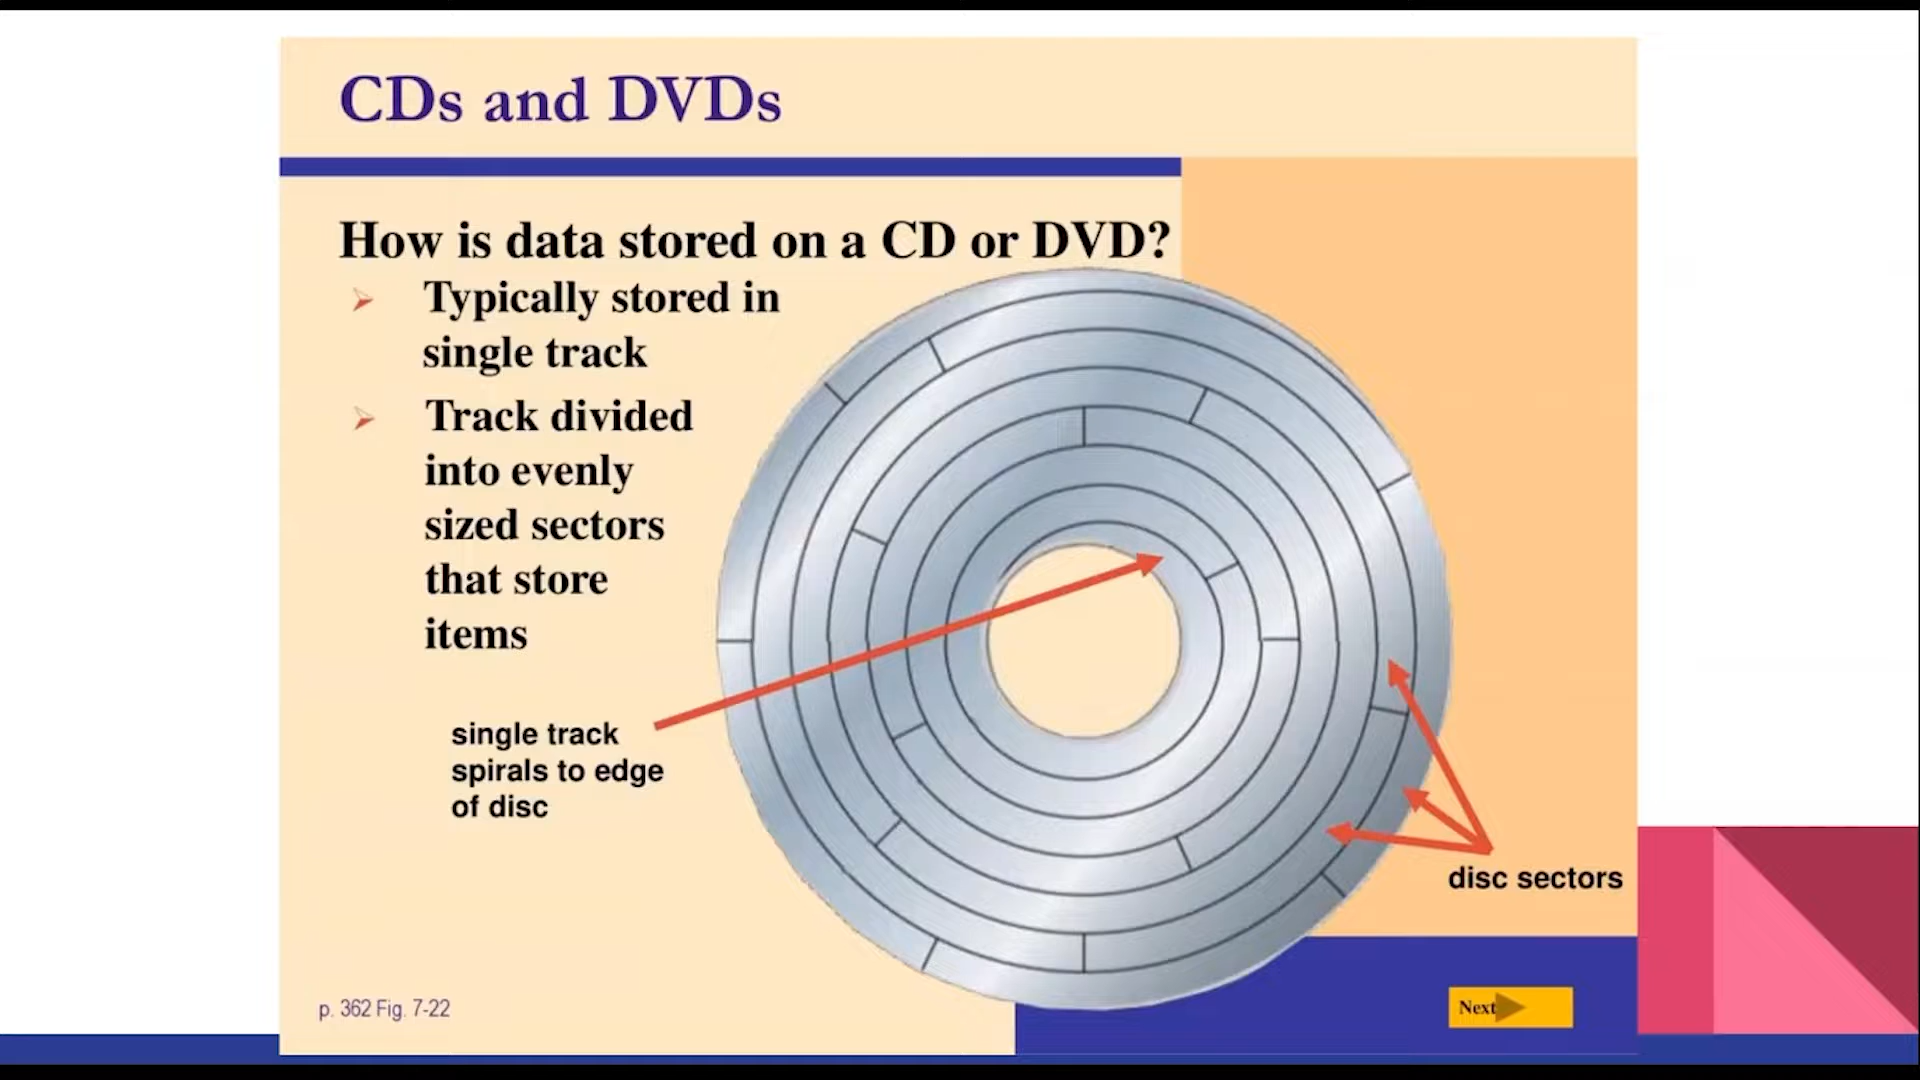 CDs and DVDs
How is data stored on a CD or DVD?
Typically stored in
single track
Track divided
into evenly
sized sectors
that store
items
single track
spirals to edge
of disc
disc sectors
p. 362 Fig. 7-22
Next